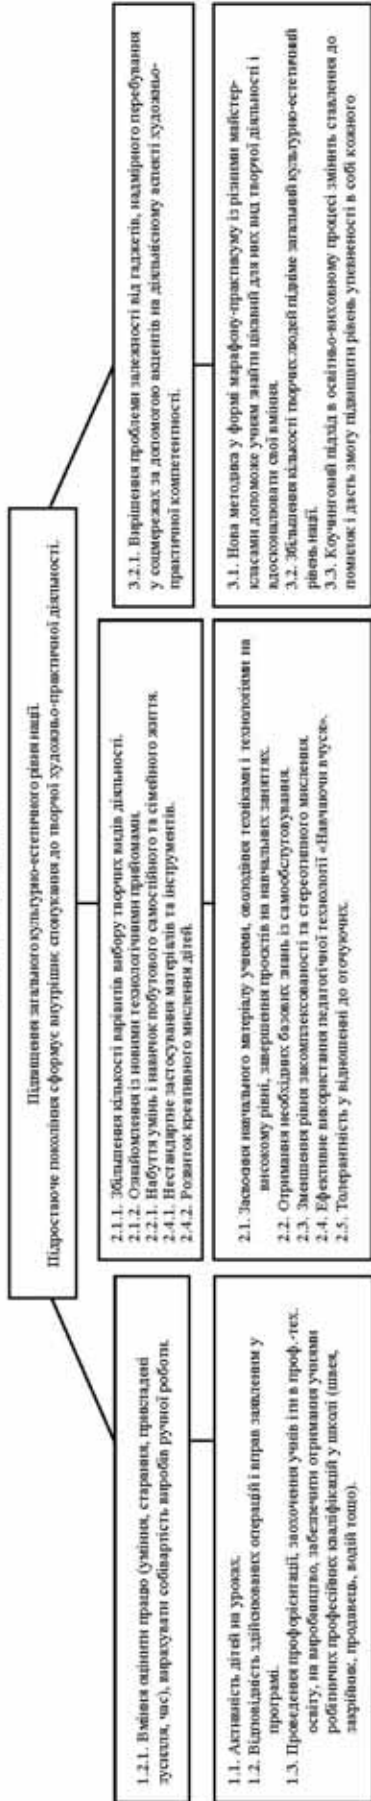 Підвищення загального культурно-естетичного рівня нації.
Підростаюче покоління сформує внутрішнє спонукання до творчої художньо-практичної діяльності.
1.2.1. Вміння оцінити працю (уміння, старання, прикладені
зусилля, час), вирахувати собівартість виробів ручної роботи.
2.1.1. Збільшення кількості варіантів вибору творчих видів діяльності.
2.1.2. Ознайомлення із новими технологічними прийомами.
2.2.1. Набуття умінь і навичок побутового самостійного та сімейного життя.
2.4.1. Нестандартне застосування матеріалів та інструментів.
2.4.2. Розвиток креативного мислення дітей.
3.2.1. Вирішення проблеми залежності від гаджетів, надмірного перебування
у соцмережах за допомогою акцентів на діяльнісному аспекті художньо-
практичної компетентності.
1.1. Активність дітей на уроках.
1.2. Відповідність здійснюваних операцій і вправ заявленим у
програмі.
1.3. Проведення профорієнтації, заохочення учнів іти в проф.-тех.
освіту, на виробництво, забезпечити отримання учнями
робітничих професійних кваліфікацій у школі (швея,
закрійник, продавець, водій тощо).
2.1. Засвоєння навчального матеріалу учнями, оволодіння техніками і технологіями на
високому рівні, завершення проєктів на навчальних заняттях.
2.2. Отримання необхідних базових знань із самообслуговування.
2.3. Зменшення рівня закомплексованості та стереотипного мислення.
2.4. Ефективне використання педагогічної технології «Навчаючи вчуся».
2.5. Толерантність у відношенні до оточуючих.
3.1. Нова методика у формі марафону-практикуму із різними майстер-
класами допоможе учням знайти цікавий для них вид творчої діяльності і
вдосконалювати свої вміння.
3.2. Збільшення кількості творчих людей підніме загальний культурно-естетичний
рівень нації.
3.3. Коучинговий підхід в освітньо-виховному процесі змінить ставлення до
помилок і дасть змогу підвищити рівень упевненості в собі кожного